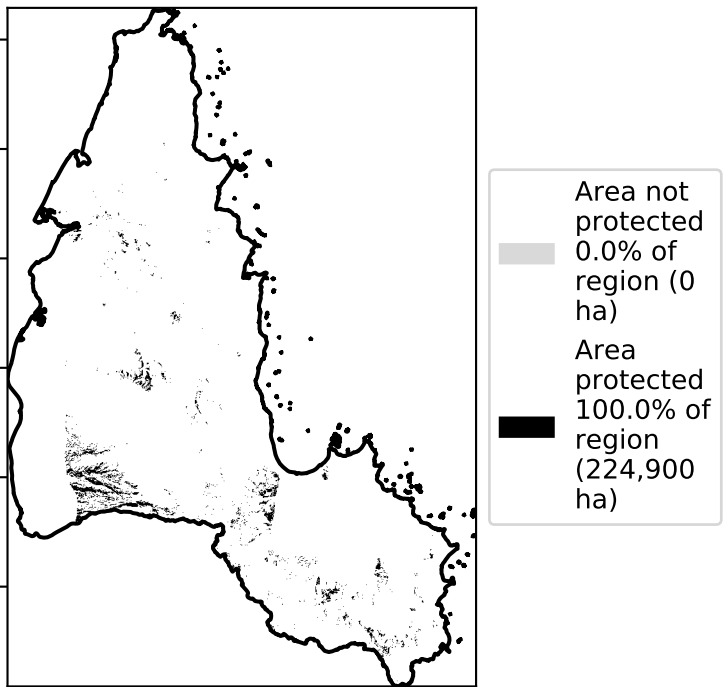 Area not
protected
0.0% of
region (0
ha)
Area
protected
100.0% of
region
(224,900
ha)